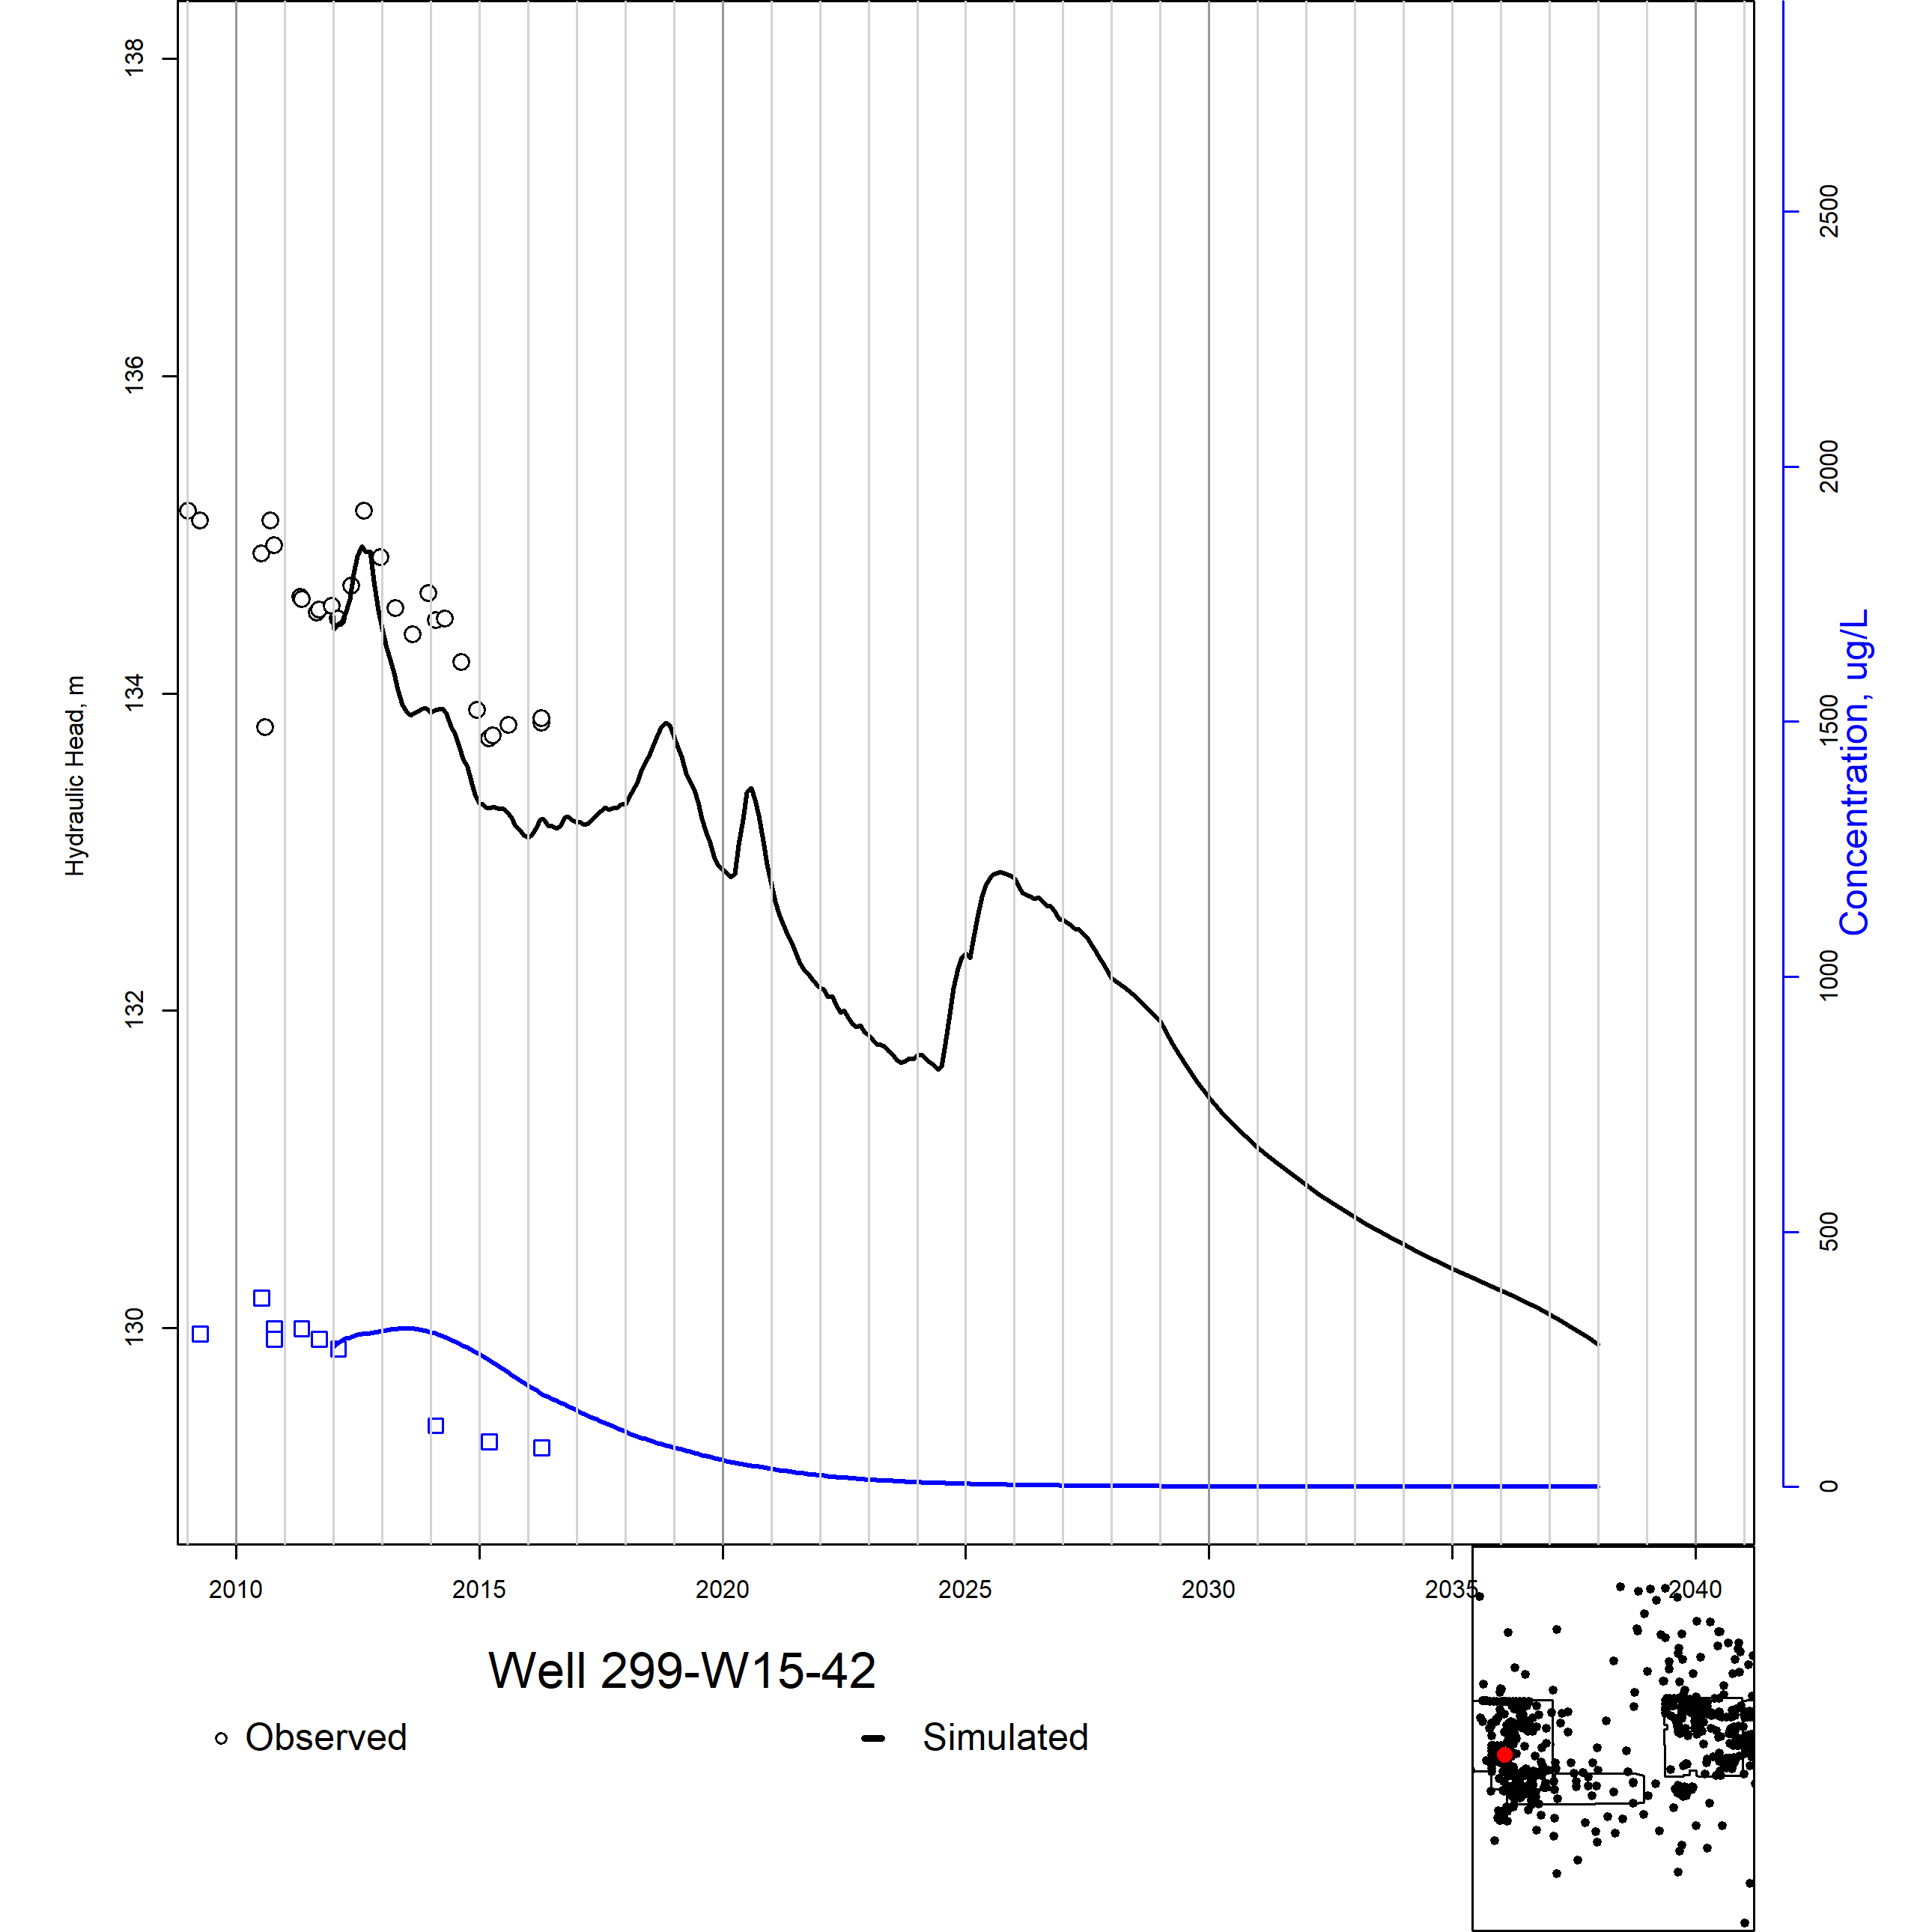 138
136
134
132
130
Hydraulic Head, m
2500
2000
1500
1000
500
0
Concentration, ug/L
2010 2015 2020 2025 2030 2035 2040
Well 299-W15-42
Observed Simulated